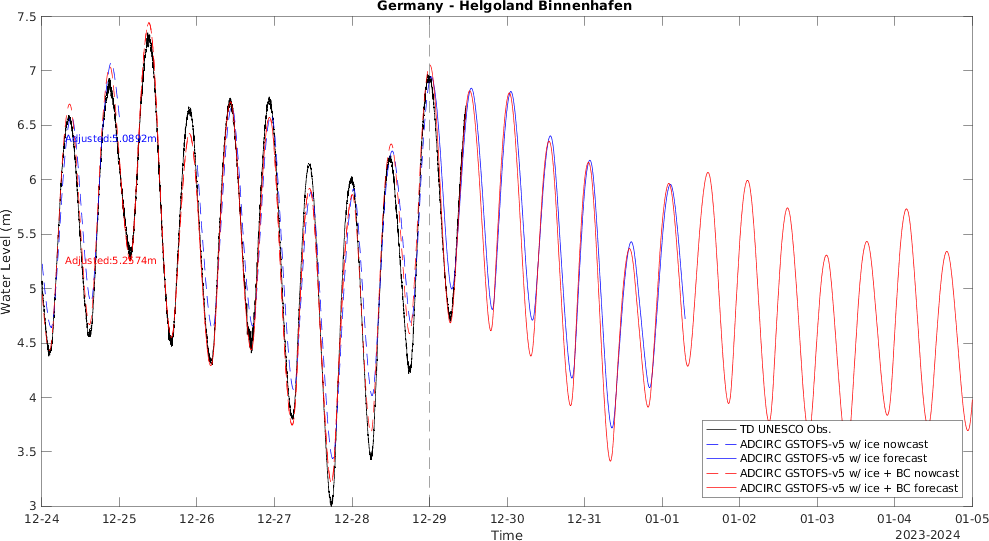 Germany - Helgoland Binnenhafen
7.5
7
6.5
6
5.5
5
4.5
4
3.5
3
Water Level (m)
Adjusted:5.0892m
Adjusted:5.2574m
TD UNESCO Obs.
ADCIRC GSTOFS-v5 w/ ice nowcast
ADCIRC GSTOFS-v5 w/ ice forecast
ADCIRC GSTOFS-v5 w/ ice + BC nowcast
ADCIRC GSTOFS-v5 w/ ice + BC forecast
12-24 12-25 12-26 12-27 12-28 12-29 12-30 12-31 01-01 01-02 01-03 01-04 01-05
Time
2023-2024